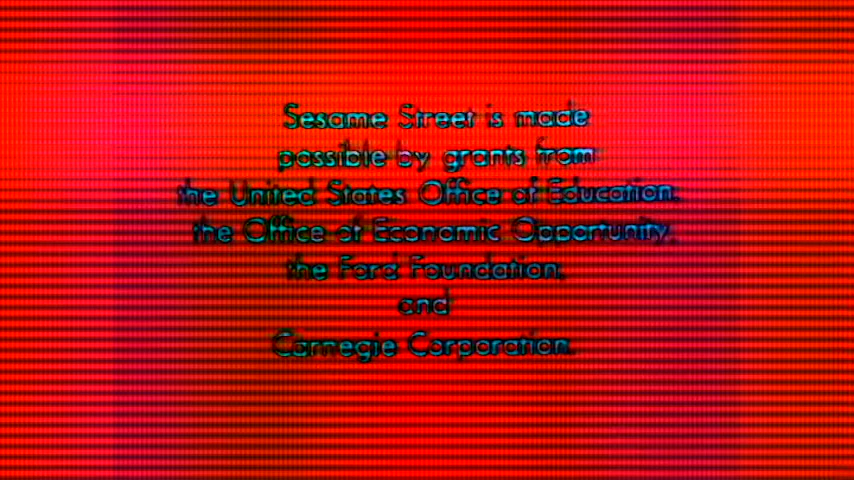 Sesame Street is made
possible by grants from
the United States Office of Education,
the Office of Economic Opportunity,
the Ford Foundation,
and
Carnegie Corporation.